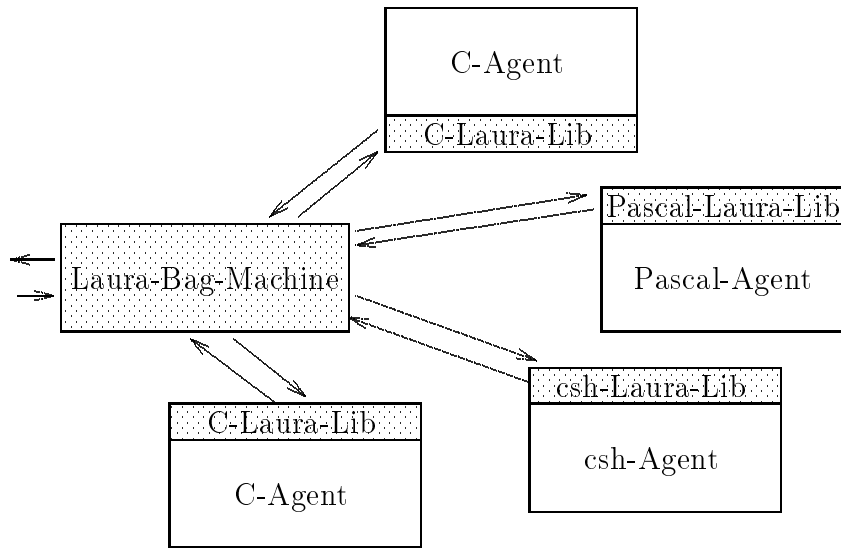 C-Agent
C-Laura-Lib
Pascal-Laura-Lib
Pascal-Agent
Laura-Bag-Machine
csh-Laura-Lib
csh-Agent
C-Laura-Lib
C-Agent